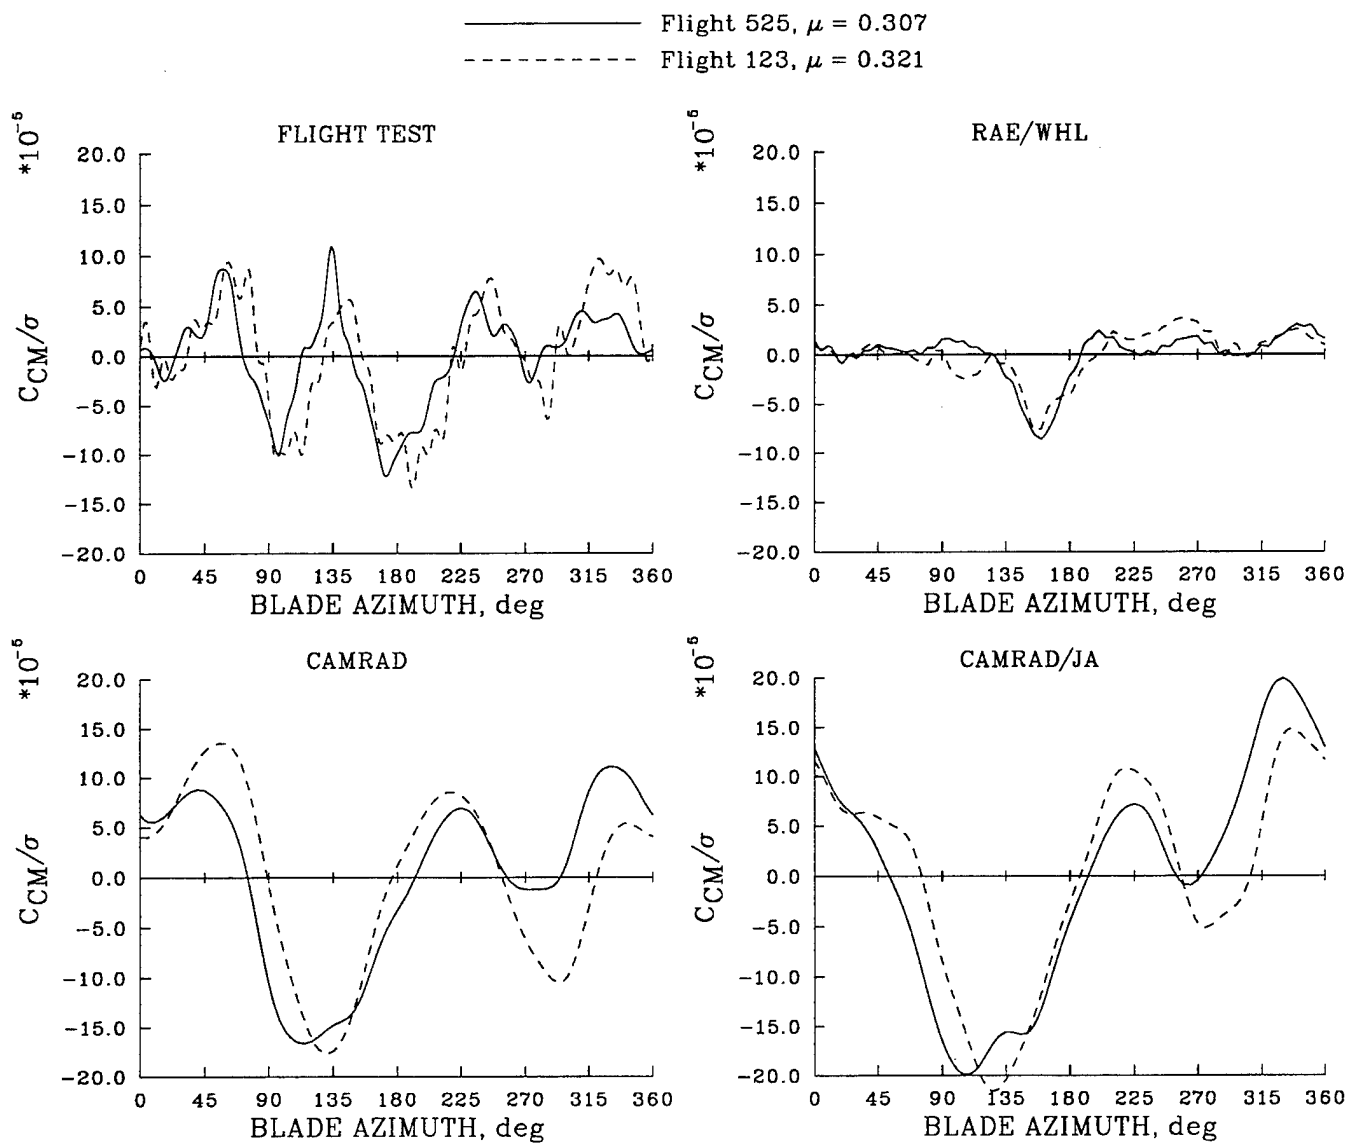 Flight 525, μ = 0.307
Flight 123, μ = 0.321
FLIGHT TEST
*10⁻⁵
20.0
15.0
10.0
5.0
0.0
−5.0
−10.0
−15.0
−20.0
C_CM/σ
0 45 90 135 180 225 270 315 360
BLADE AZIMUTH, deg
RAE/WHL
*10⁻⁵
20.0
15.0
10.0
5.0
0.0
−5.0
−10.0
−15.0
−20.0
C_CM/σ
0 45 90 135 180 225 270 315 360
BLADE AZIMUTH, deg
CAMRAD
*10⁻⁵
20.0
15.0
10.0
5.0
0.0
−5.0
−10.0
−15.0
−20.0
C_CM/σ
0 45 90 135 180 225 270 315 360
BLADE AZIMUTH, deg
CAMRAD/JA
*10⁻⁵
20.0
15.0
10.0
5.0
0.0
−5.0
−10.0
−15.0
−20.0
C_CM/σ
0 45 90 135 180 225 270 315 360
BLADE AZIMUTH, deg